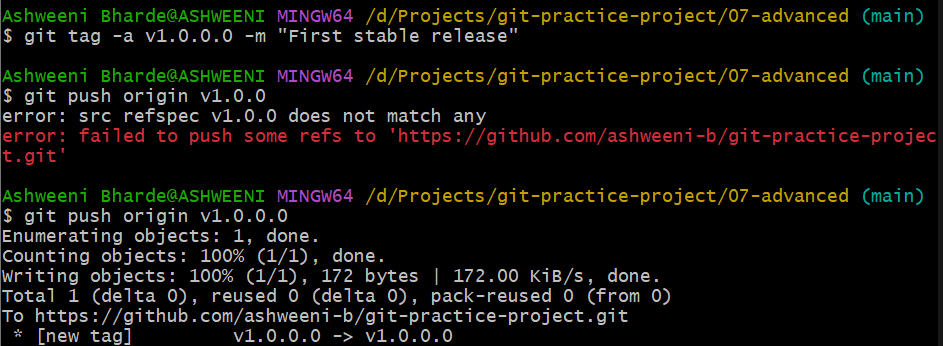 Ashweeni Bharde@ASHWEENI MINGW64 /d/Projects/git-practice-project/07-advanced (main)
$ git tag -a v1.0.0.0 -m "First stable release"
Ashweeni Bharde@ASHWEENI MINGW64 /d/Projects/git-practice-project/07-advanced (main)
$ git push origin v1.0.0
error: src refspec v1.0.0 does not match any
error: failed to push some refs to 'https://github.com/ashweeni-b/git-practice-projec
t.git'
Ashweeni Bharde@ASHWEENI MINGW64 /d/Projects/git-practice-project/07-advanced (main)
$ git push origin v1.0.0.0
Enumerating objects: 1, done.
Counting objects: 100% (1/1), done.
Writing objects: 100% (1/1), 172 bytes | 172.00 KiB/s, done.
Total 1 (delta 0), reused 0 (delta 0), pack-reused 0 (from 0)
To https://github.com/ashweeni-b/git-practice-project.git
 * [new tag]         v1.0.0.0 -> v1.0.0.0